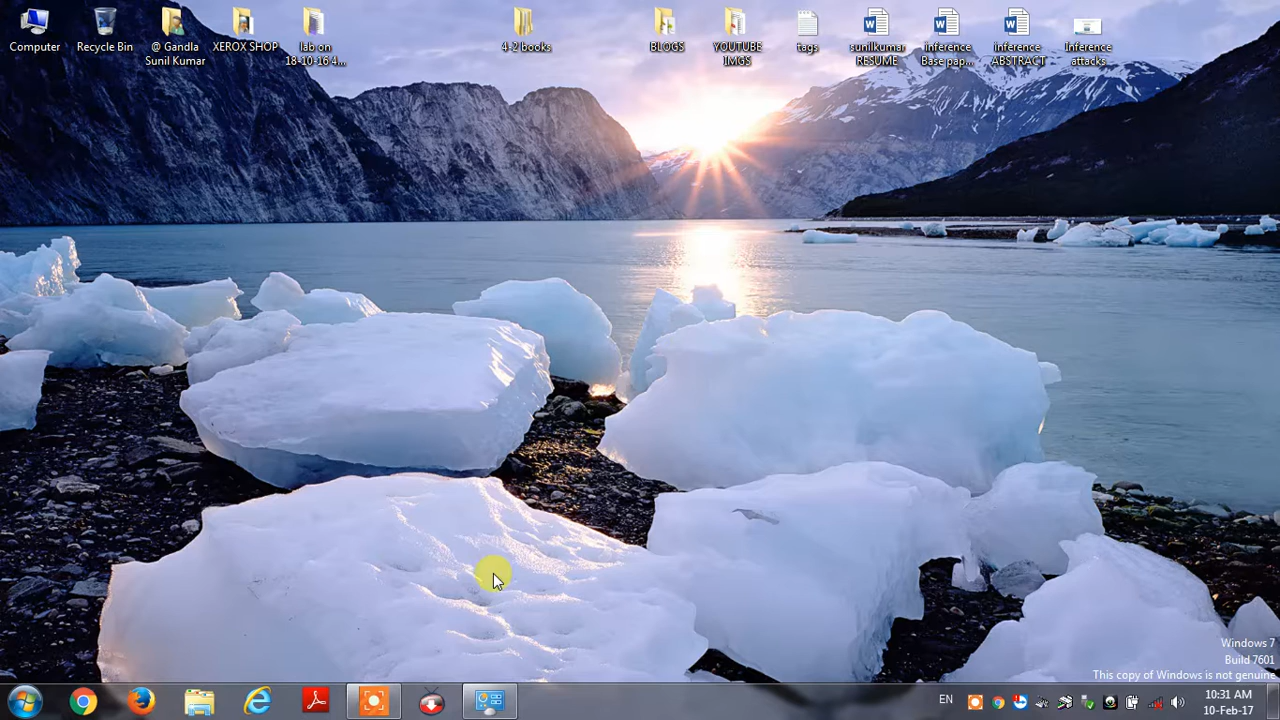 Computer
Recycle Bin
@ Gandla
Sunil Kumar
XEROX SHOP
lab on
18-10-16 4...
4-2 books
BLOGS
YOUTUBE
IMGS
tags
sunilkumar
RESUME
inference
Base pap...
inference
ABSTRACT
Inference
attacks...
Windows 7
Build 7601
This copy of Windows is not genuine
EN
10:31 AM
10-Feb-17